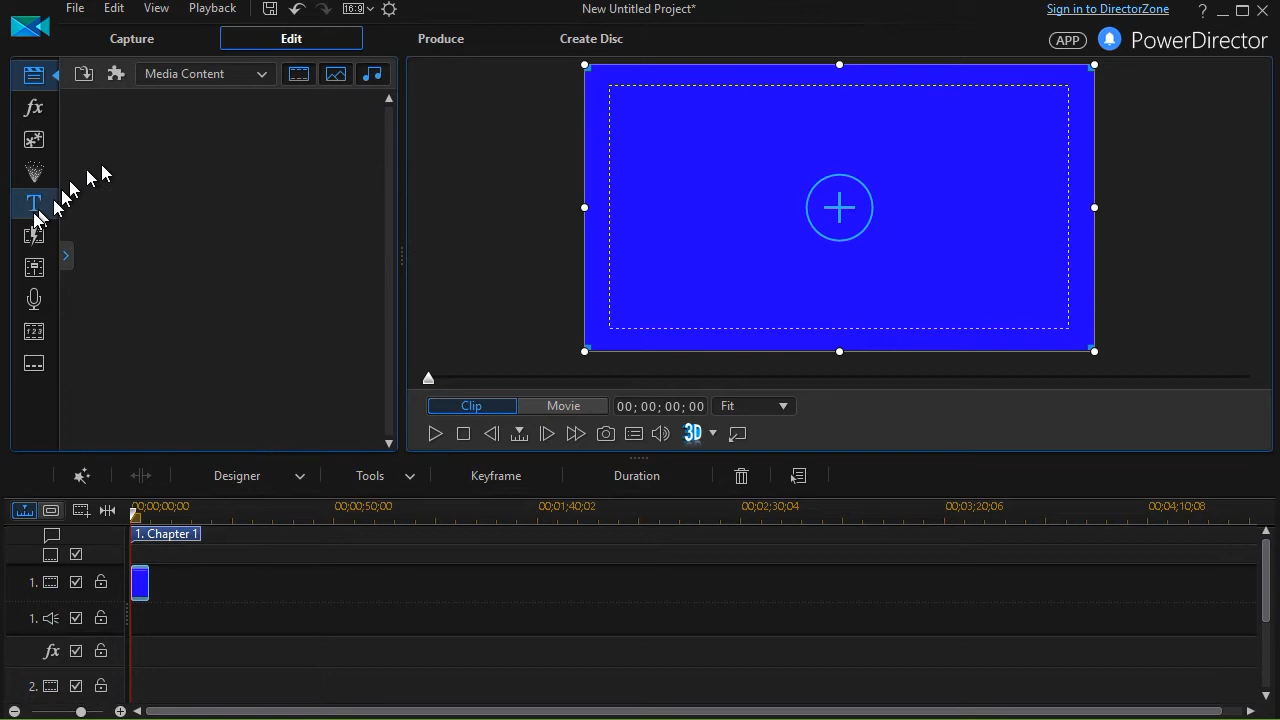 File Edit View Playback 16:9 New Untitled Project* Sign in to DirectorZone ?
Capture Edit Produce Create Disc APP PowerDirector
Media Content
fx
T
Clip Movie 00; 00; 00; 00 Fit
3D
Designer Tools Keyframe Duration
00;00;00;00 00;00;50;00 00;01;40;02 00;02;30;04 00;03;20;06 00;04;10;08
1. Chapter 1
1.
1.
fx
2.